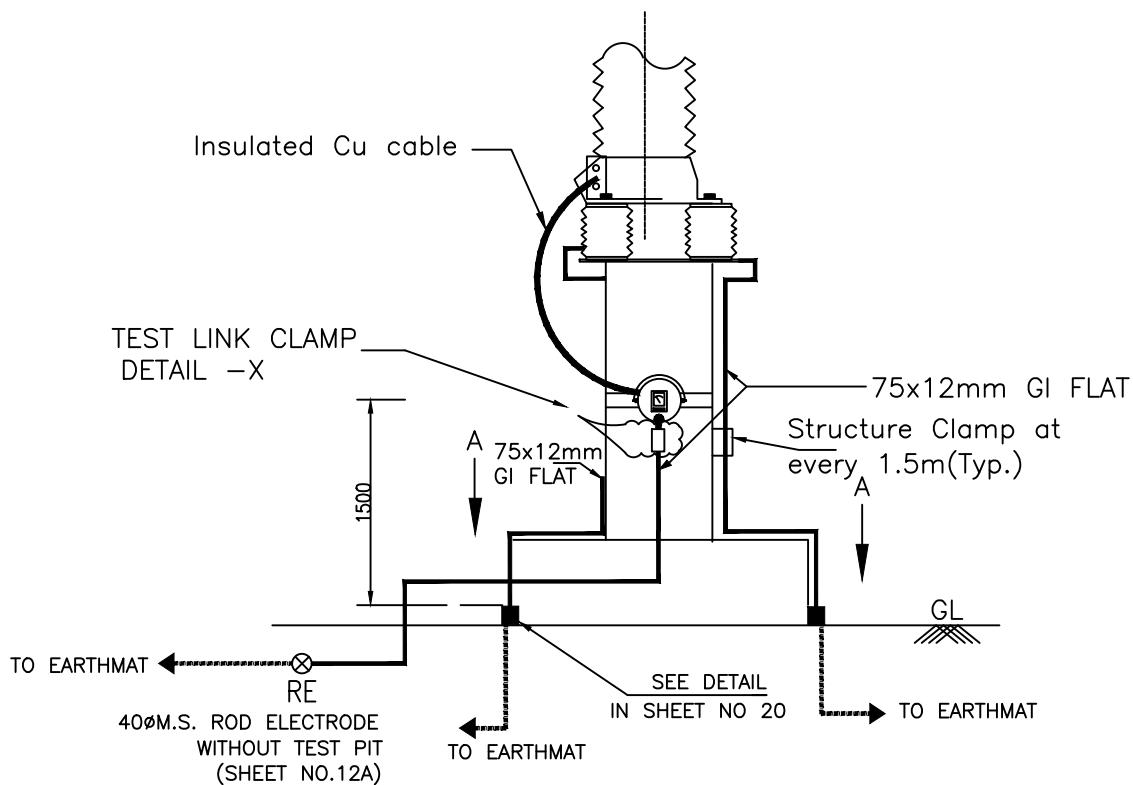 Insulated Cu cable
TEST LINK CLAMP
DETAIL –X
75x12mm GI FLAT
Structure Clamp at
every 1.5m(Typ.)
A
75x12mm
GI FLAT
A
1500
GL
TO EARTHMAT
RE
40øM.S. ROD ELECTRODE
WITHOUT TEST PIT
(SHEET NO.12A)
SEE DETAIL
IN SHEET NO 20
TO EARTHMAT
TO EARTHMAT